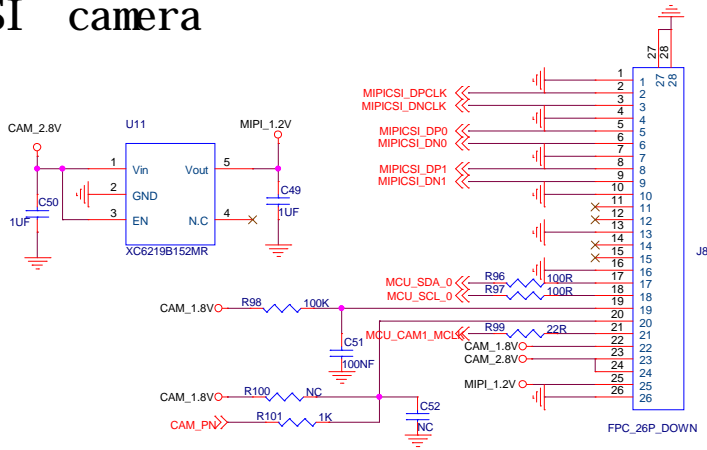 SI camera
27
28
27
28
CAM_2.8V
U11
MIPI_1.2V
1 Vin
Vout 5
2 GND
3 EN
N.C 4
XC6219B152MR
C50
1UF
C49
1UF
MIPICSI_DPCLK
MIPICSI_DNCLK
MIPICSI_DP0
MIPICSI_DN0
MIPICSI_DP1
MIPICSI_DN1
MCU_SDA_0
R96
100R
MCU_SCL_0
R97
100R
CAM_1.8V
R98
100K
C51
100NF
MCU_CAM1_MCLK
R99
22R
CAM_1.8V
CAM_2.8V
MIPI_1.2V
CAM_1.8V
R100
NC
CAM_PN
R101
1K
C52
NC
1 1
2 2
3 3
4 4
5 5
6 6
7 7
8 8
9 9
10 10
11 11
12 12
13 13
14 14
15 15
16 16
17 17
18 18
19 19
20 20
21 21
22 22
23 23
24 24
25 25
26 26
J8
FPC_26P_DOWN